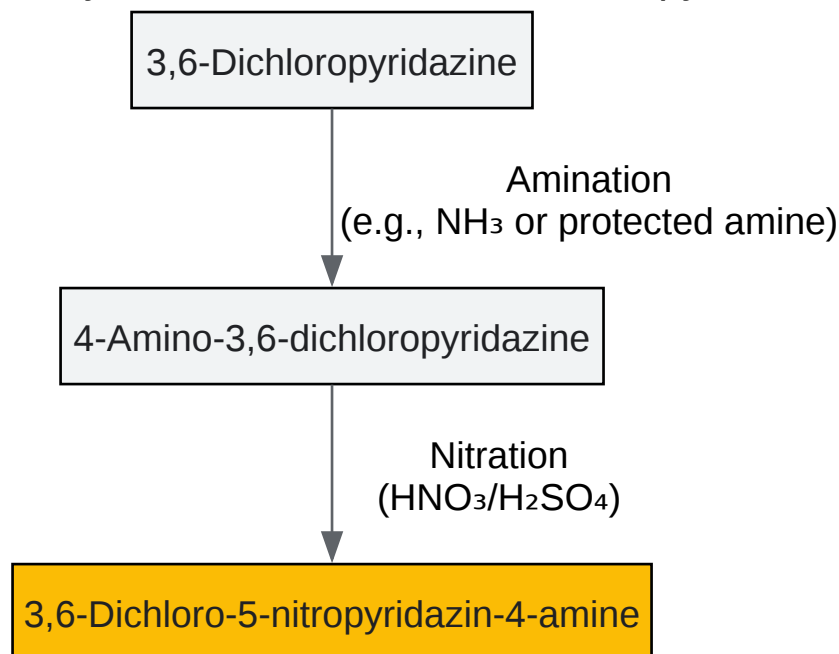 3,6-Dichloropyridazine
Amination
(e.g., NH₃ or protected amine)
4-Amino-3,6-dichloropyridazine
Nitration
(HNO₃/H₂SO₄)
3,6-Dichloro-5-nitropyridazin-4-amine